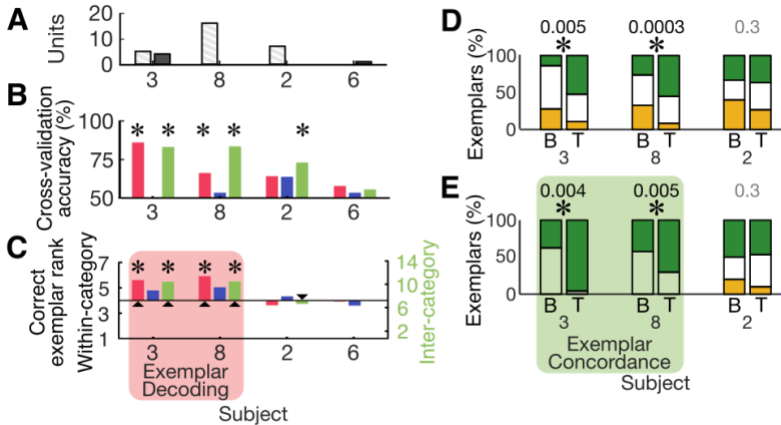 A
Units
20
10
0
3 8 2 6
B
Cross-validation
accuracy (%)
100
75
50
* * * * *
3 8 2 6
C
Correct
exemplar rank
Within-category
7
5
3
1
* * * *
14
10
6
2
Inter-category
3 8 2 6
Exemplar
Decoding
Subject
D
Exemplars (%)
0.005 0.0003 0.3
* *
100
50
0
B T B T B T
3 8 2
E
Exemplars (%)
0.004 0.005 0.3
* *
100
50
0
B T B T B T
3 8 2
Exemplar
Concordance
Subject